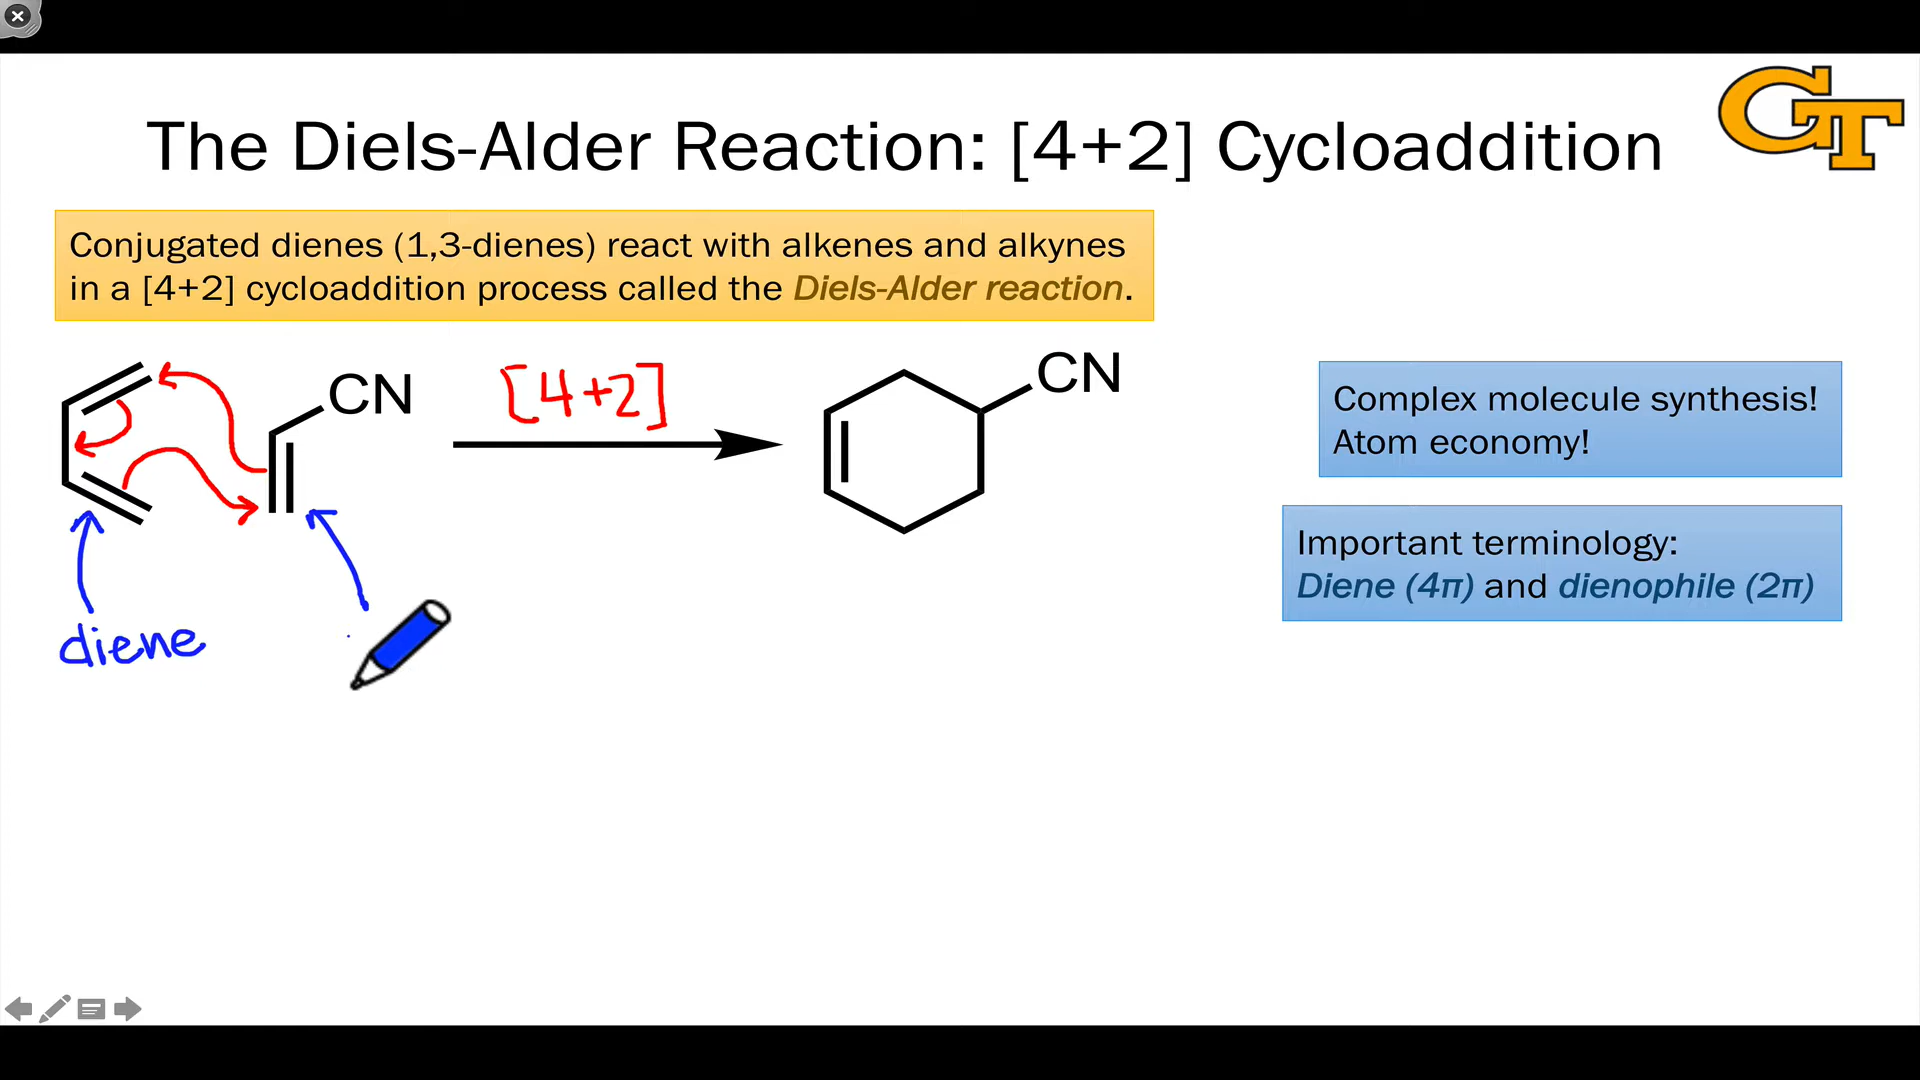 The Diels-Alder Reaction: [4+2] Cycloaddition
GT
Conjugated dienes (1,3-dienes) react with alkenes and alkynes
in a [4+2] cycloaddition process called the Diels-Alder reaction.
CN
[4+2]
CN
diene
Complex molecule synthesis!
Atom economy!
Important terminology:
Diene (4π) and dienophile (2π)